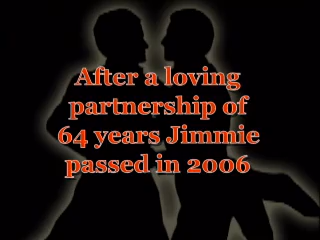 After a loving
partnership of
64 years Jimmie
passed in 2006